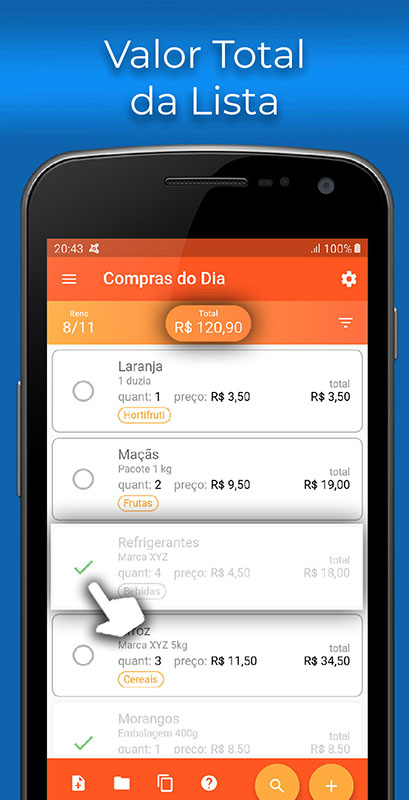 Valor Total
da Lista
20:43 100%
Compras do Dia
Itens
8/11
Total
R$ 120,90
Laranja
1 duzia
quant: 1 preço: R$ 3,50
total
R$ 3,50
Hortifruti
Maçãs
Pacote 1 kg
quant: 2 preço: R$ 9,50
total
R$ 19,00
Frutas
Refrigerantes
Marca XYZ
quant: 4 preço: R$ 4,50
total
R$ 18,00
Bebidas
Marca XYZ 5kg
quant: 3 preço: R$ 11,50
total
R$ 34,50
Cereais
Morangos
Embalagem 400g
quant: 1 preço: R$ 8,50
total
R$ 8,50